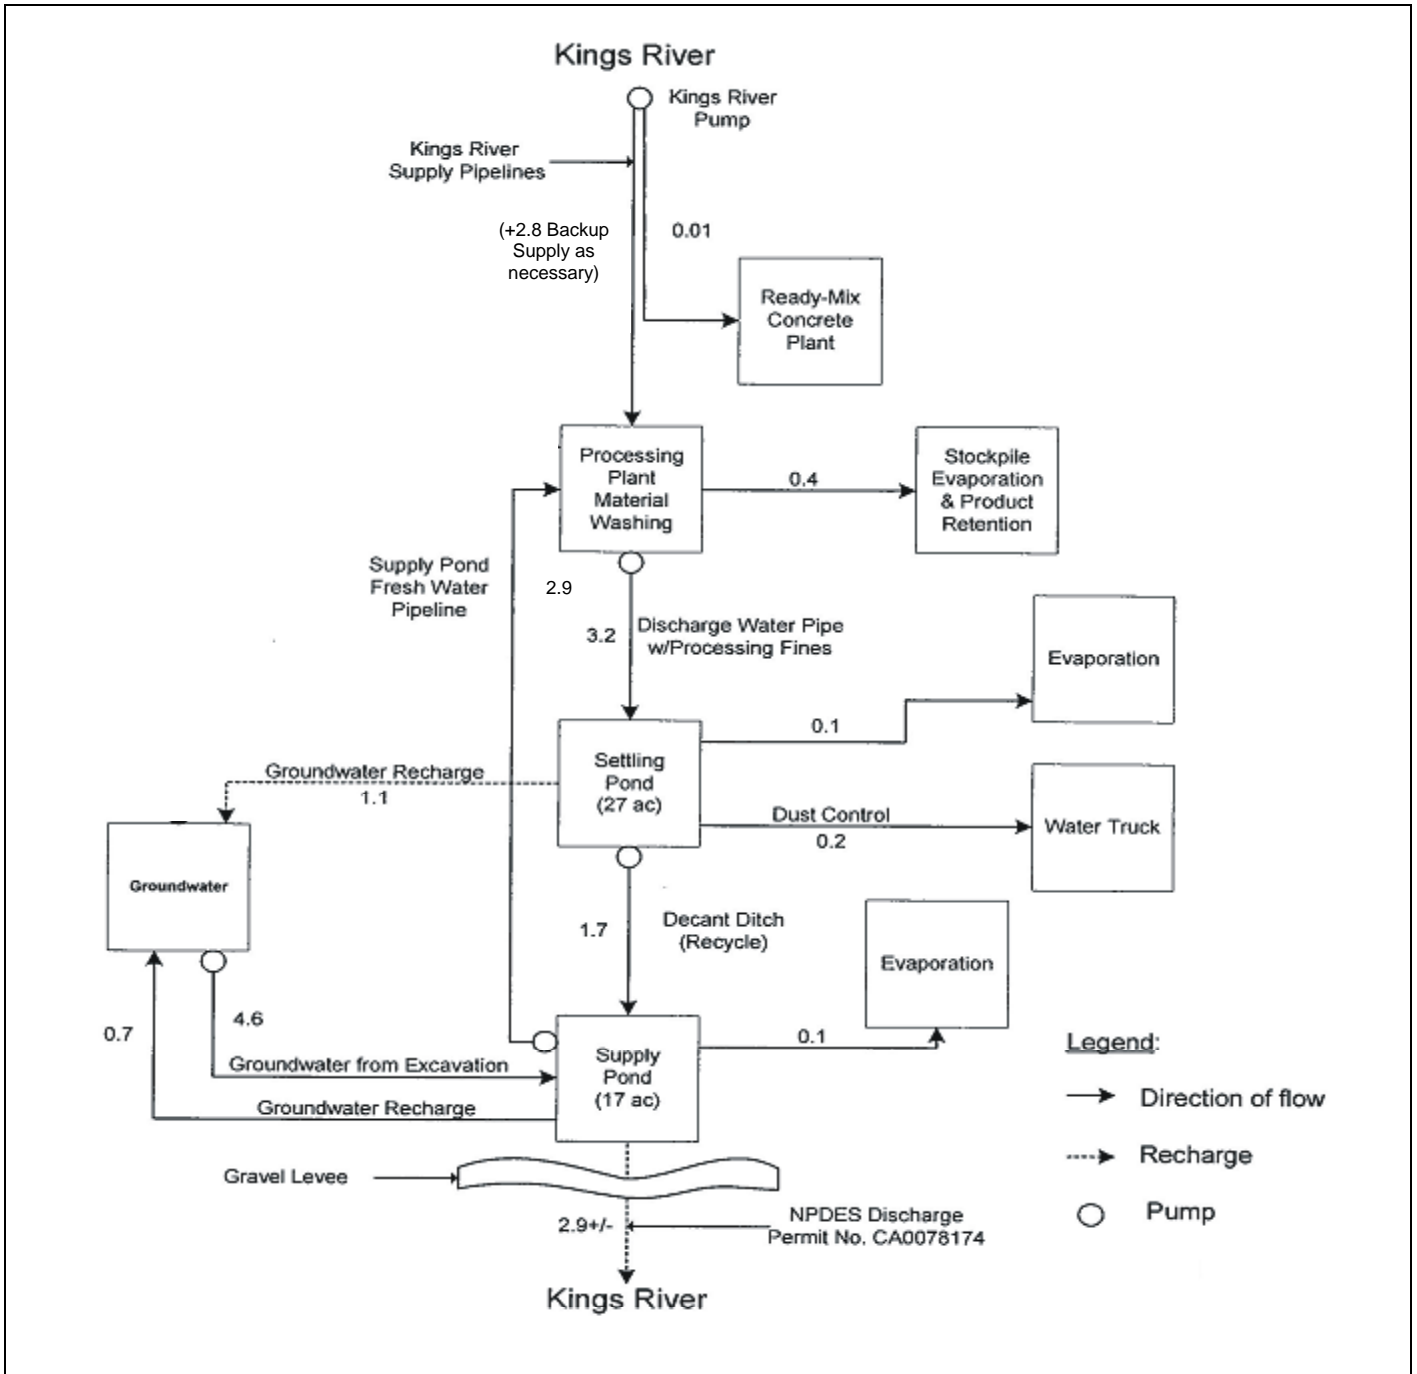 Kings River
Kings River
Pump
Kings River
Supply Pipelines
(+2.8 Backup
Supply as
necessary)
0.01
Ready-Mix
Concrete
Plant
Processing
Plant
Material
Washing
0.4
Stockpile
Evaporation
& Product
Retention
Supply Pond
Fresh Water
Pipeline
2.9
3.2
Discharge Water Pipe
w/Processing Fines
Evaporation
0.1
Settling
Pond
(27 ac)
Groundwater Recharge
1.1
Dust Control
0.2
Water Truck
Groundwater
1.7
Decant Ditch
(Recycle)
Evaporation
0.7
4.6
Groundwater from Excavation
Groundwater Recharge
Supply
Pond
(17 ac)
0.1
Legend:
Direction of flow
Recharge
Pump
Gravel Levee
2.9+/-
NPDES Discharge
Permit No. CA0078174
Kings River